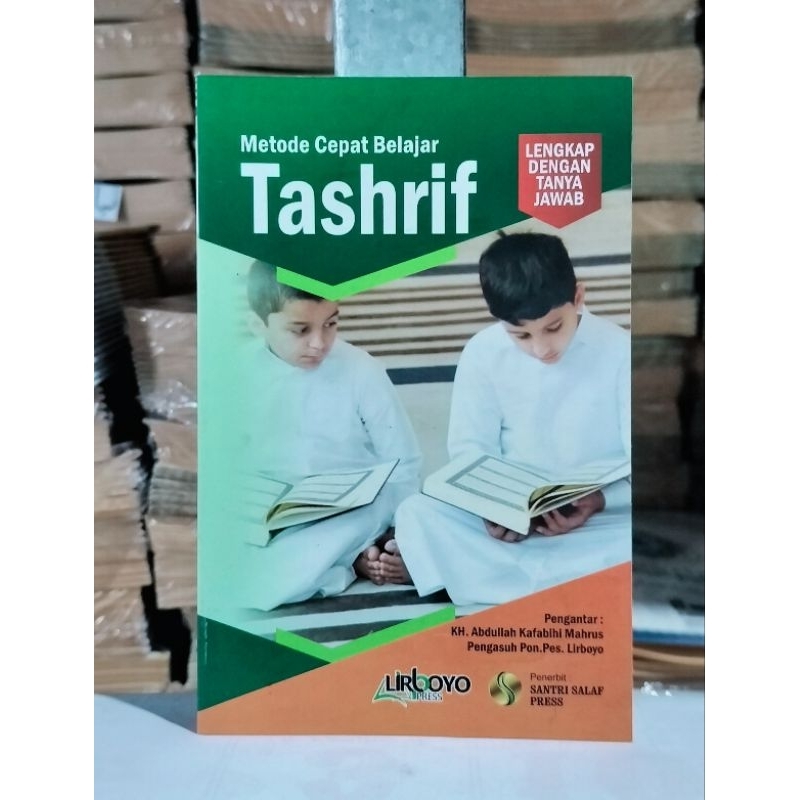 Metode Cepat Belajar
Tashrif
LENGKAP
DENGAN
TANYA
JAWAB
Pengantar :
KH. Abdullah Kafabihi Mahrus
Pengasuh Pon.Pes. Lirboyo
LIRBOYO
PRESS
Penerbit
SANTRI SALAF
PRESS